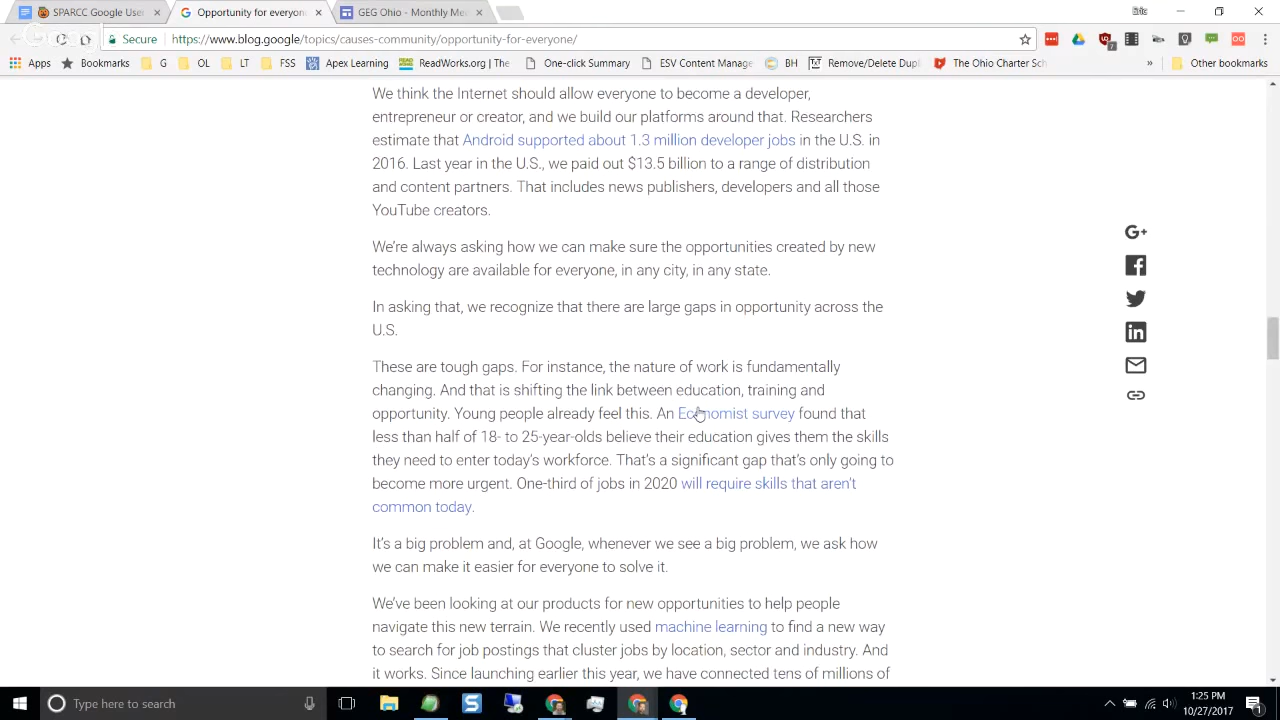 SPARCC Google User
Opportunity for everyon
GEG Ohio - Monthly Me
Secure
https://www.blog.google/topics/causes-community/opportunity-for-everyone/
7
Apps
Bookmarks
G
OL
LT
FSS
Apex Learning
ReadWorks.org | The
One-click Summary
ESV Content Manage
BH
Remove/Delete Dupl
The Ohio Charter Sch
»
Other bookmarks
We think the Internet should allow everyone to become a developer,
entrepreneur or creator, and we build our platforms around that. Researchers
estimate that Android supported about 1.3 million developer jobs in the U.S. in
2016. Last year in the U.S., we paid out $13.5 billion to a range of distribution
and content partners. That includes news publishers, developers and all those
YouTube creators.
We're always asking how we can make sure the opportunities created by new
technology are available for everyone, in any city, in any state.
In asking that, we recognize that there are large gaps in opportunity across the
U.S.
These are tough gaps. For instance, the nature of work is fundamentally
changing. And that is shifting the link between education, training and
opportunity. Young people already feel this. An Economist survey found that
less than half of 18- to 25-year-olds believe their education gives them the skills
they need to enter today's workforce. That's a significant gap that's only going to
become more urgent. One-third of jobs in 2020 will require skills that aren't
common today.
It's a big problem and, at Google, whenever we see a big problem, we ask how
we can make it easier for everyone to solve it.
We've been looking at our products for new opportunities to help people
navigate this new terrain. We recently used machine learning to find a new way
to search for job postings that cluster jobs by location, sector and industry. And
it works. Since launching earlier this year, we have connected tens of millions of
G+
in
Type here to search
1:25 PM
10/27/2017
1